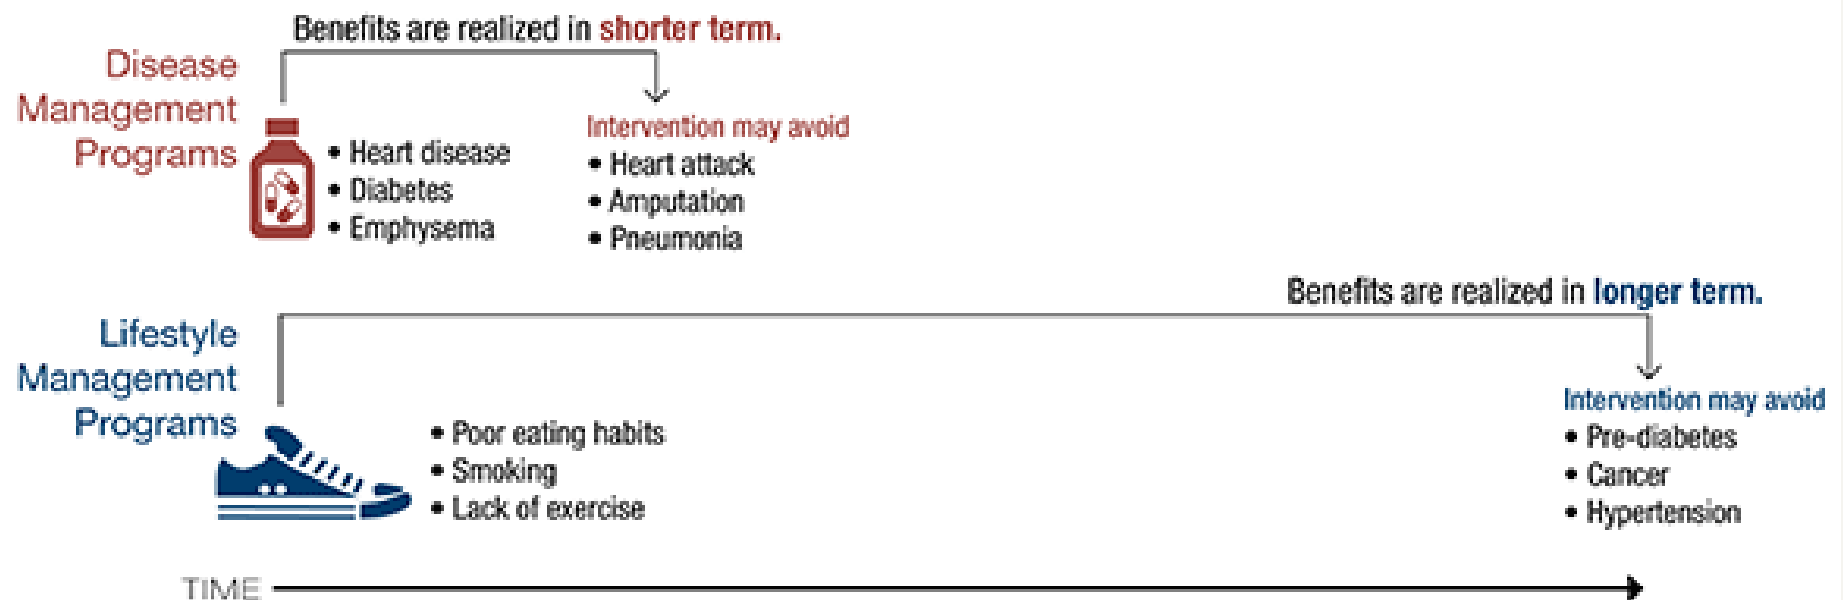 Benefits are realized in shorter term.
Disease
Management
Programs
• Heart disease
• Diabetes
• Emphysema
Intervention may avoid
• Heart attack
• Amputation
• Pneumonia
Benefits are realized in longer term.
Lifestyle
Management
Programs
• Poor eating habits
• Smoking
• Lack of exercise
Intervention may avoid
• Pre-diabetes
• Cancer
• Hypertension
TIME